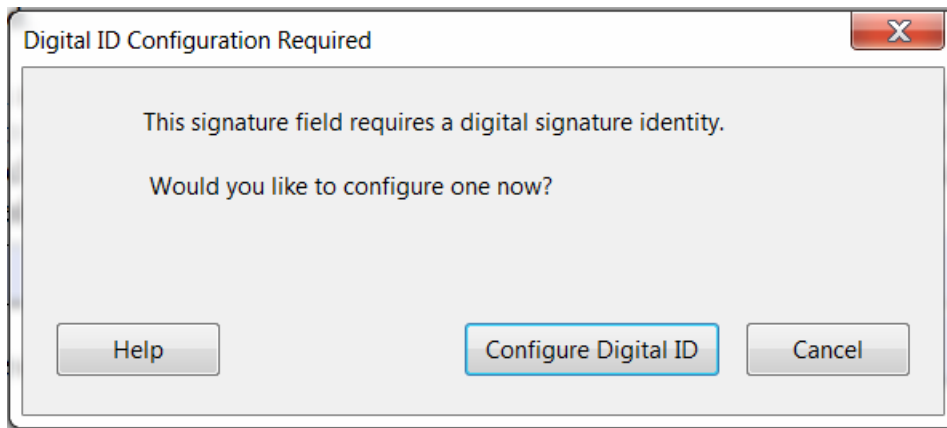 Digital ID Configuration Required
This signature field requires a digital signature identity.
Would you like to configure one now?
Help
Configure Digital ID
Cancel